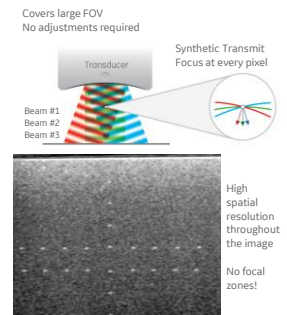 Covers large FOV
No adjustments required
Synthetic Transmit
Focus at every pixel
Transducer
Beam #1
Beam #2
Beam #3
High
spatial
resolution
throughout
the image
No focal
zones!